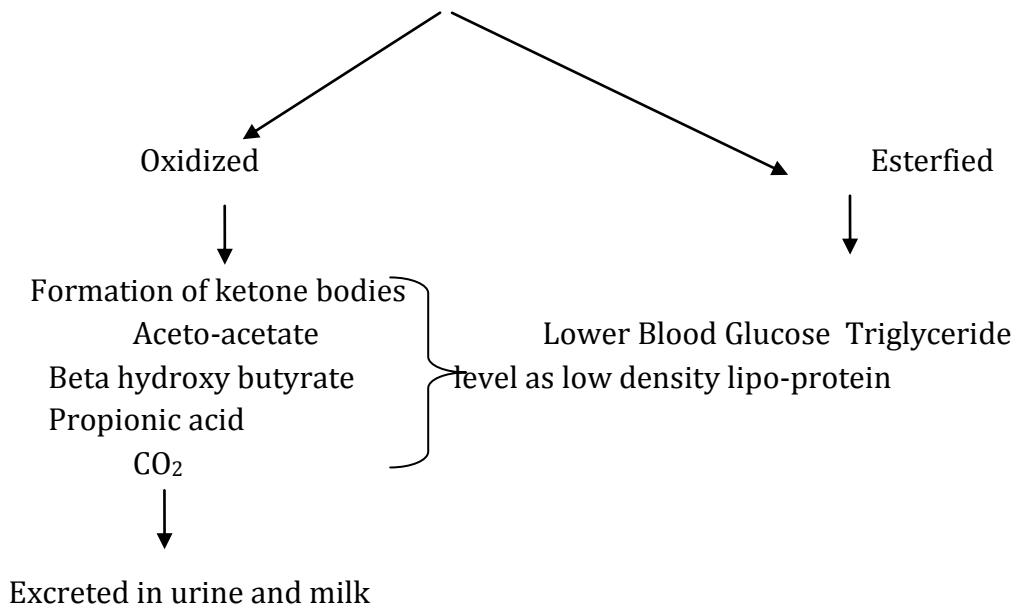 Oxidized Esterfied
Formation of ketone bodies
Aceto-acetate Lower Blood Glucose Triglyceride
Beta hydroxy butyrate level as low density lipo-protein
Propionic acid
CO₂
Excreted in urine and milk